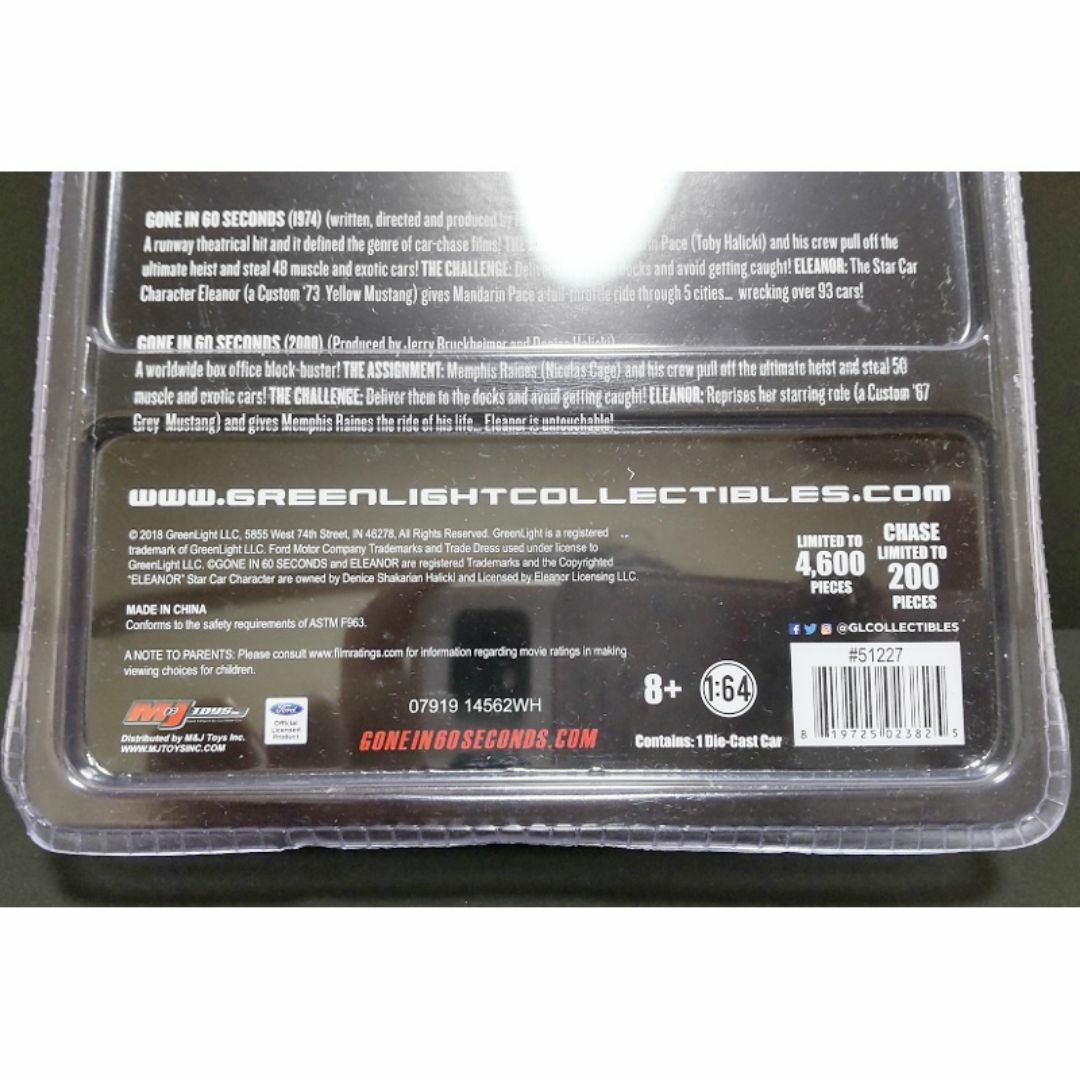 GONE IN 60 SECONDS (1974) (written, directed and produced by
A runway theatrical hit and it defined the genre of car-chase films! THE Pace (Toby Halicki) and his crew pull off the
ultimate heist and steal 48 muscle and exotic cars! THE CHALLENGE: and avoid getting caught! ELEANOR: The Star Car
Character Eleanor (a Custom '73 Yellow Mustang) gives Mandarin Pace a full-throttle ride through 5 cities... wrecking over 93 cars!
GONE IN 60 SECONDS (2000) (Produced by Jerry Bruckheimer and Denice Halicki)
A worldwide box office block-buster! THE ASSIGNMENT: Memphis Raines (Nicolas Cage) and his crew pull off the ultimate heist and steal 50
muscle and exotic cars! THE CHALLENGE: Deliver them to the docks and avoid getting caught! ELEANOR: Reprises her starring role (a Custom '67
Grey Mustang) and gives Memphis Raines the ride of his life... Eleanor is untouchable!
www.GREENLIGHTCOLLECTIBLES.COM
© 2018 GreenLight LLC, 5855 West 74th Street, IN 46278, All Rights Reserved. GreenLight is a registered
trademark of GreenLight LLC. Ford Motor Company Trademarks and Trade Dress used under license to
GreenLight LLC. ©GONE IN 60 SECONDS and ELEANOR are registered Trademarks and the Copyrighted
"ELEANOR" Star Car Character are owned by Denice Shakarian Halicki and Licensed by Eleanor Licensing LLC.
LIMITED TO
4,600
PIECES
CHASE
LIMITED TO
200
PIECES
MADE IN CHINA
Conforms to the safety requirements of ASTM F963.
@GLCOLLECTIBLES
A NOTE TO PARENTS: Please consult www.filmratings.com for information regarding movie ratings in making
viewing choices for children.
#51227
8 19725 02382 5
8+
1:64
Contains: 1 Die-Cast Car
07919 14562WH
GONEIN60SECONDS.COM
M&J TOYS INC.
Distributed by M&J Toys Inc.
WWW.MJTOYSINC.COM
Ford
Official
Licensed
Product